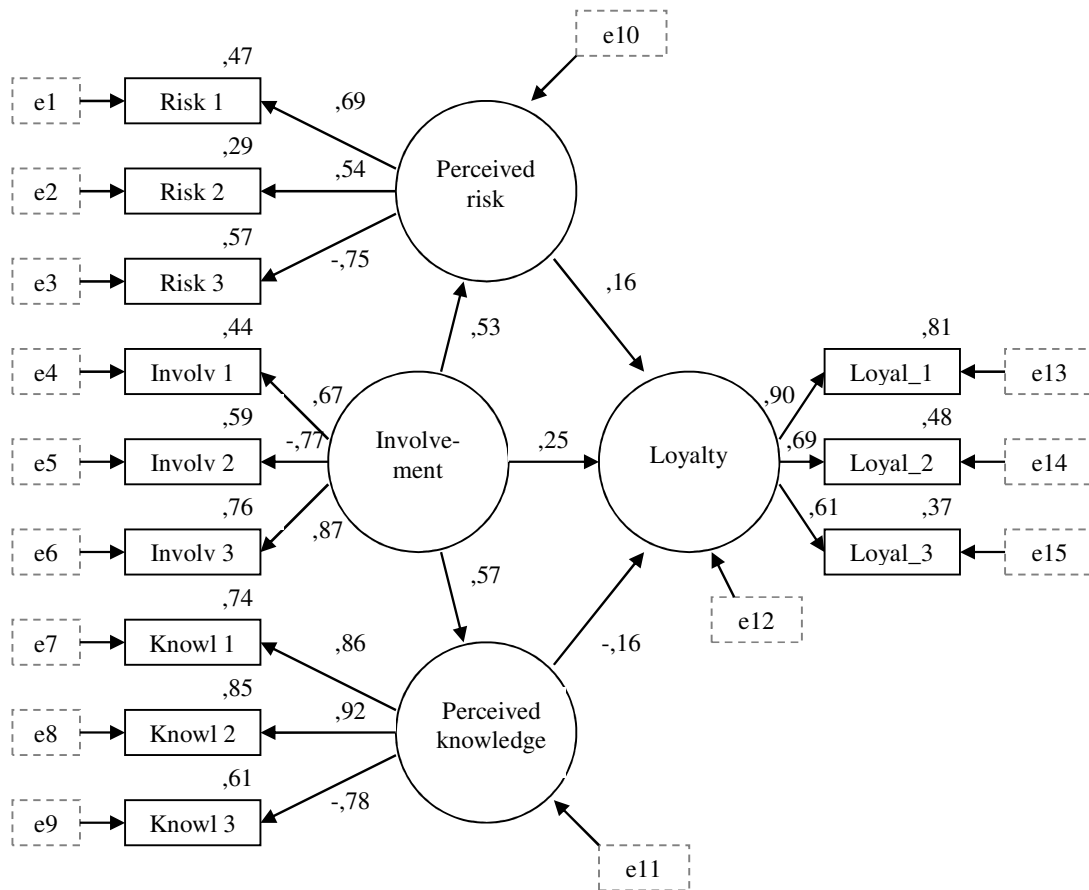 e10
,47
e1
Risk 1
,69
,29
e2
Risk 2
,54
Perceived
risk
,57
e3
Risk 3
-,75
,16
,53
,44
,81
e4
Involv 1
,67
Loyal_1
e13
,90
,59
-,77
Involve-
ment
,25
Loyalty
,69
,48
e5
Involv 2
Loyal_2
e14
,76
,87
,61
,37
e6
Involv 3
Loyal_3
e15
,57
,74
e12
e7
Knowl 1
,86
-,16
,85
e8
Knowl 2
,92
Perceived
knowledge
,61
e9
Knowl 3
-,78
e11